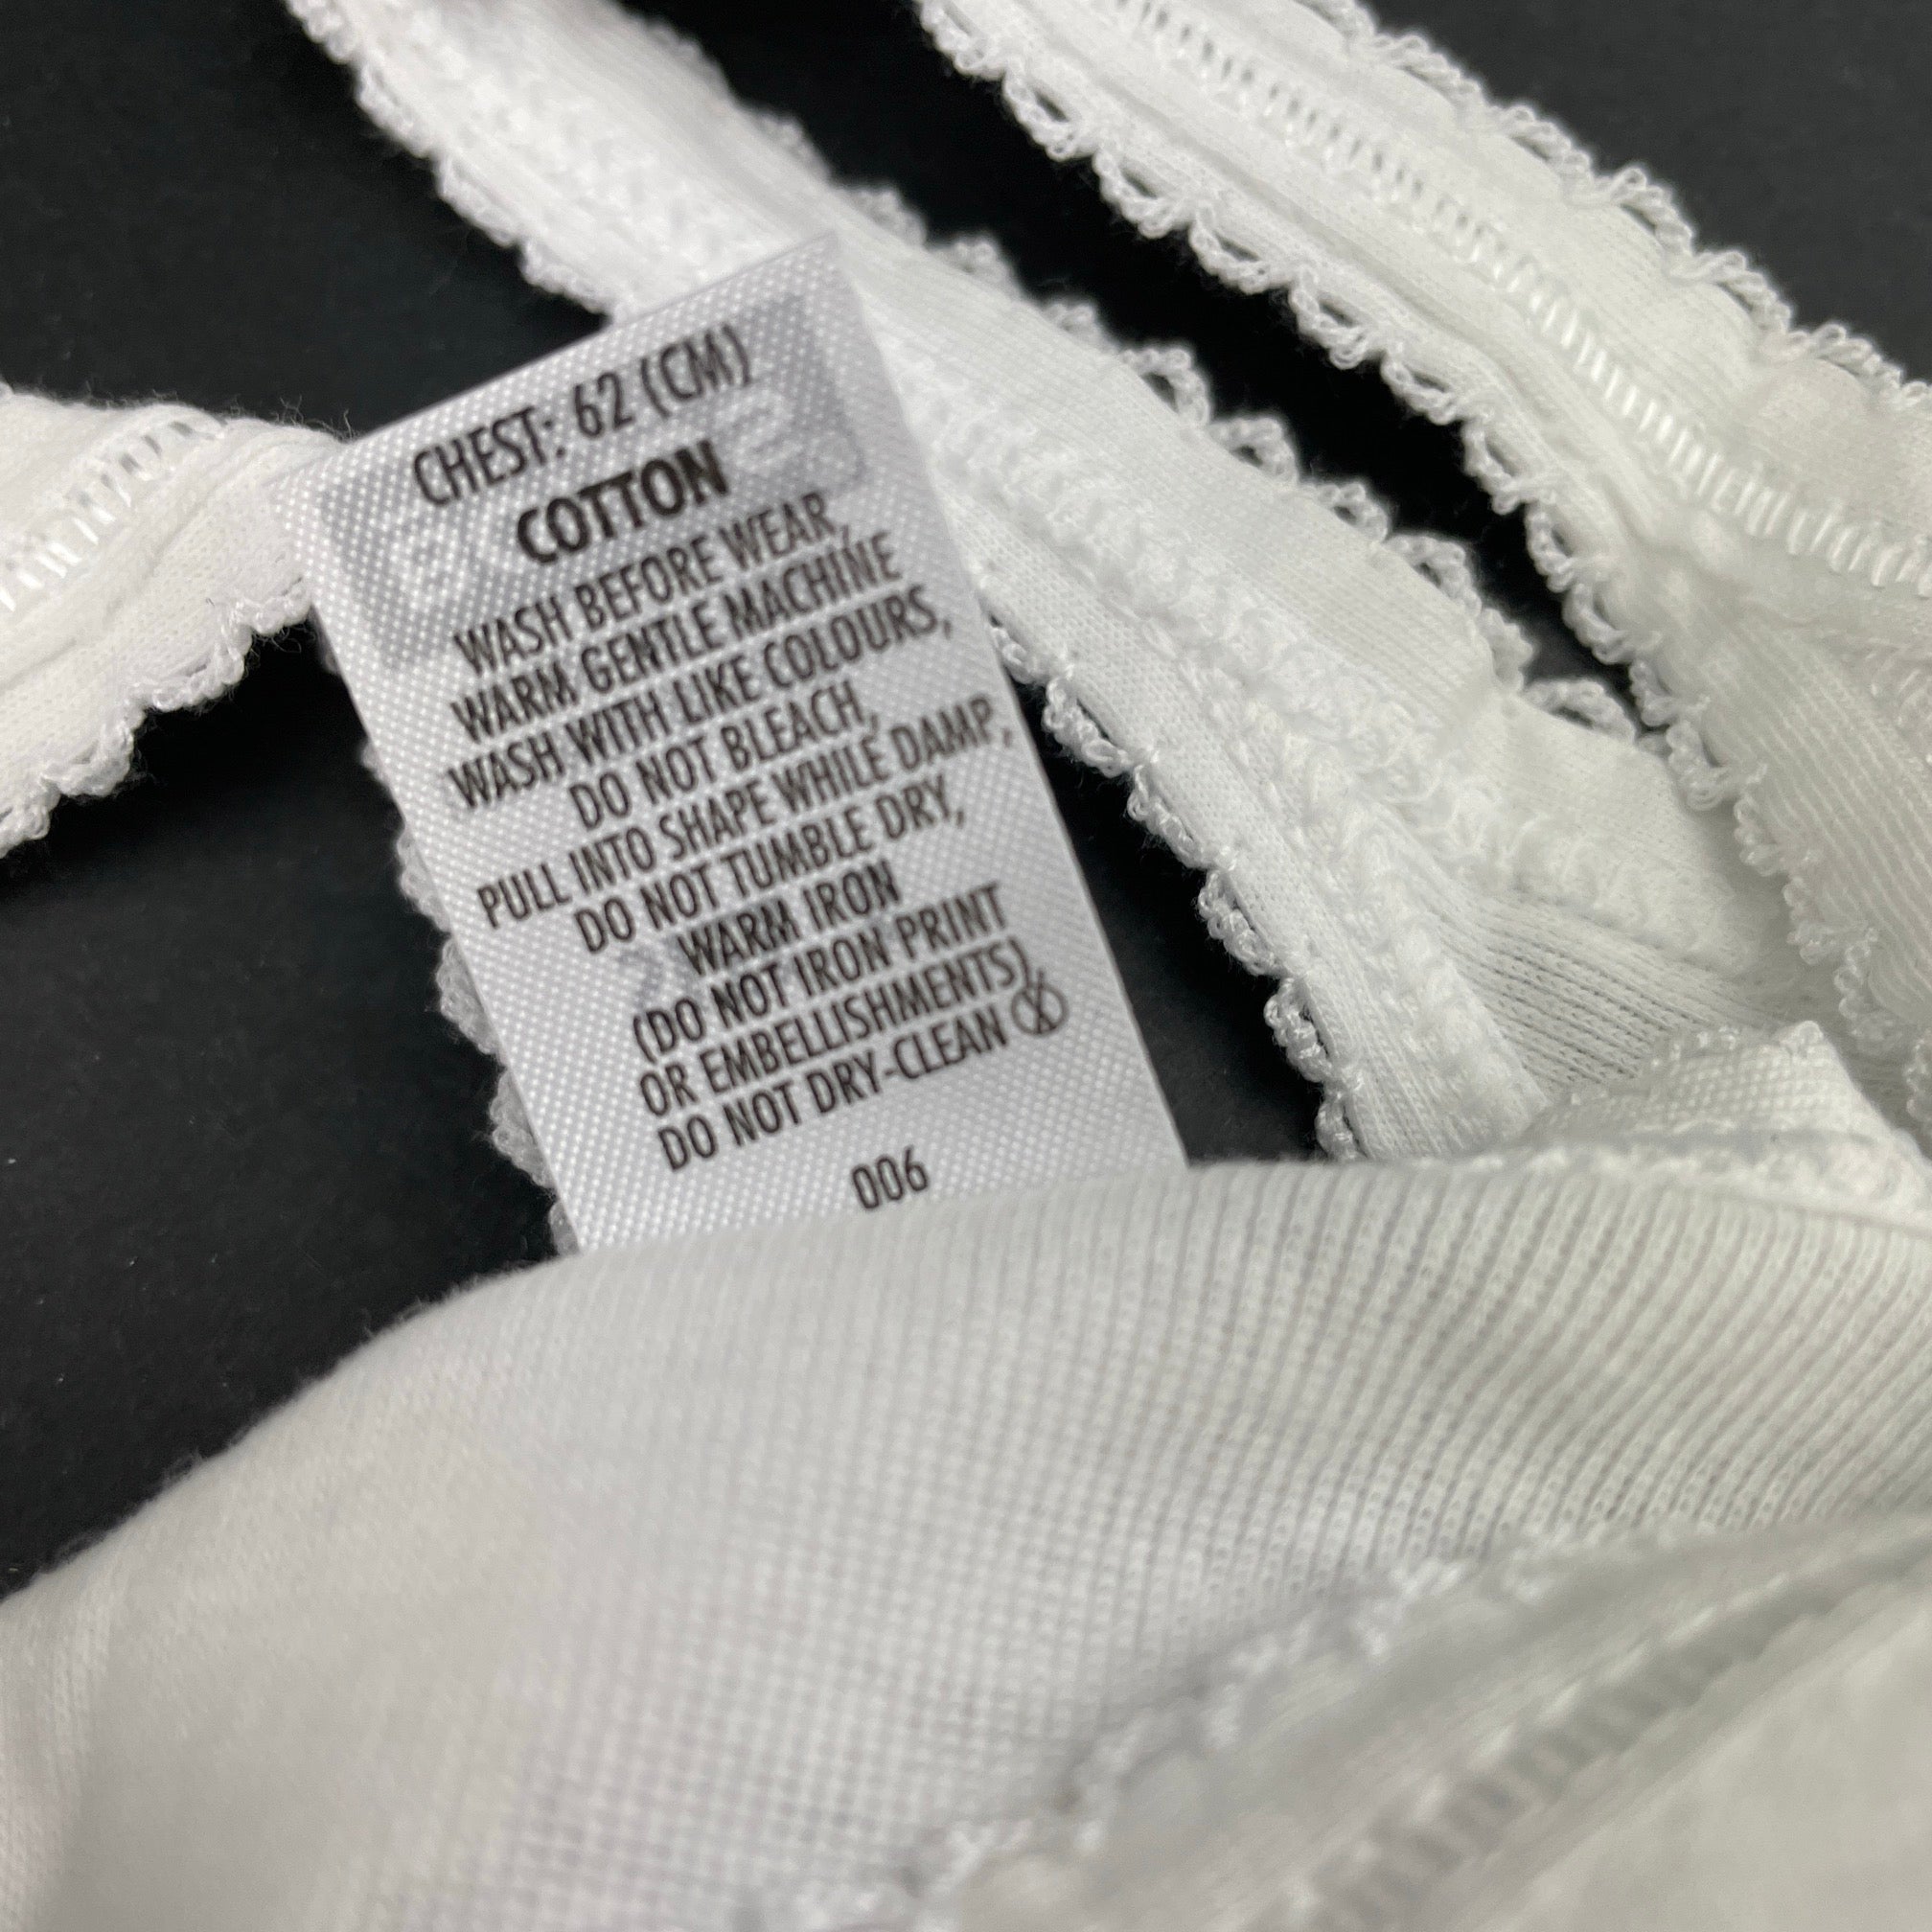 CHEST: 62 (CM)
COTTON
WASH BEFORE WEAR,
WARM GENTLE MACHINE
WASH WITH LIKE COLOURS,
DO NOT BLEACH,
PULL INTO SHAPE WHILE DAMP,
DO NOT TUMBLE DRY,
WARM IRON
(DO NOT IRON PRINT
OR EMBELLISHMENTS),
DO NOT DRY-CLEAN
006